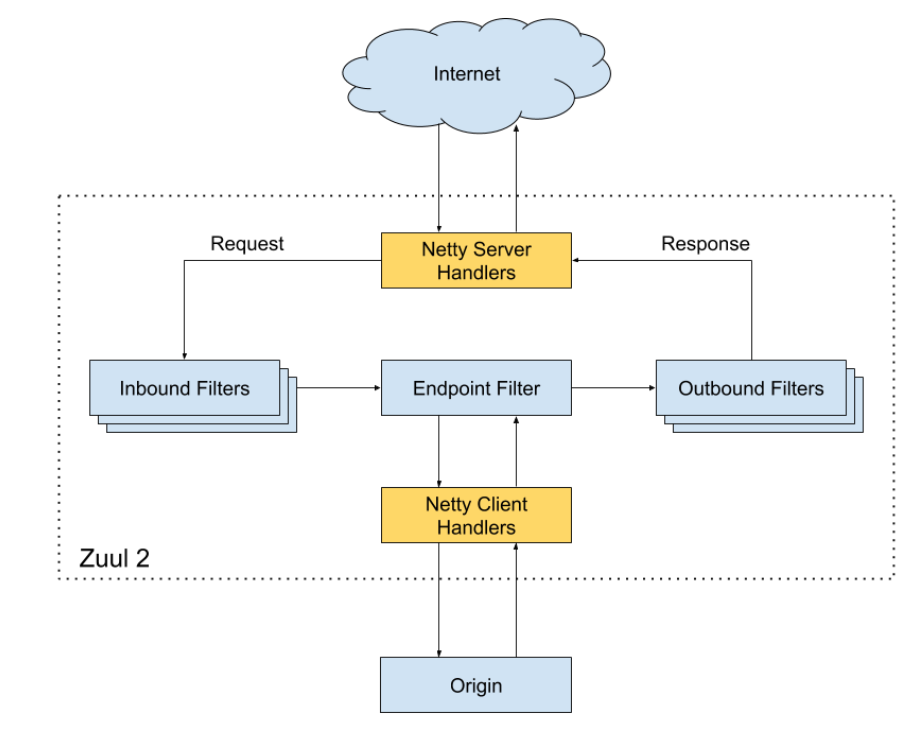 Internet
Request
Netty Server
Handlers
Response
Inbound Filters
Endpoint Filter
Outbound Filters
Netty Client
Handlers
Zuul 2
Origin